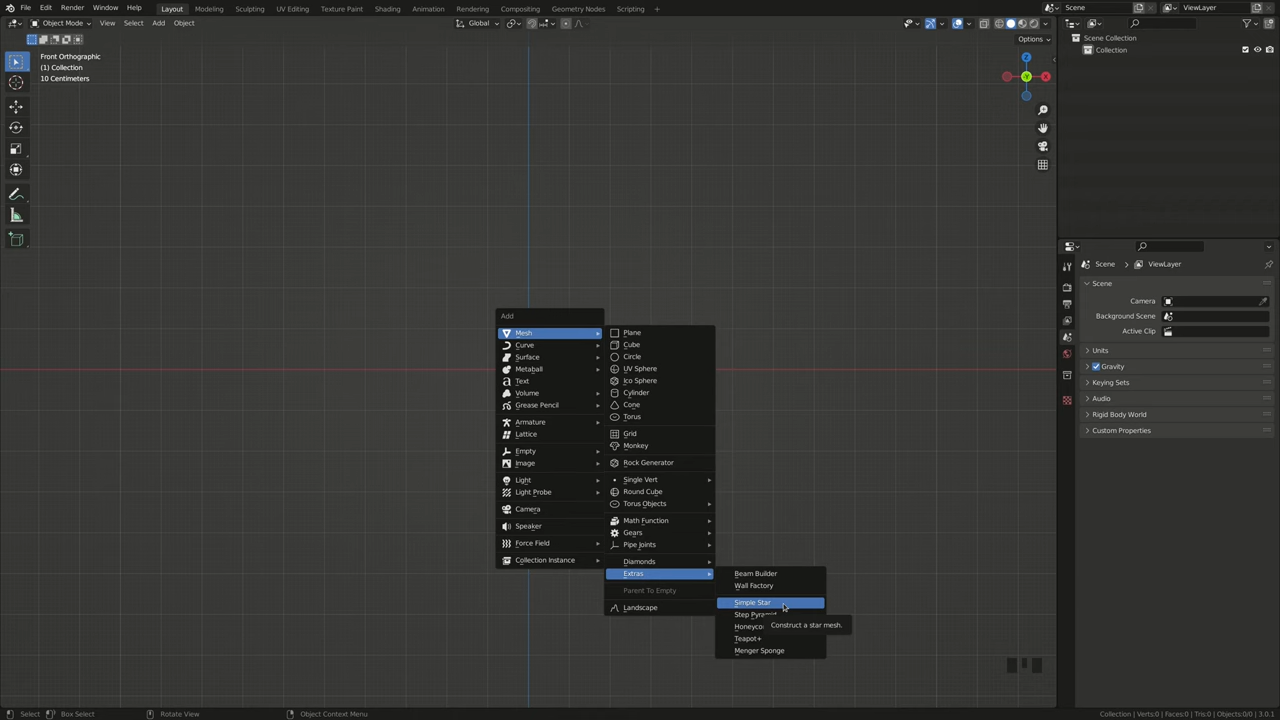 File Edit Render Window Help Layout Modeling Sculpting UV Editing Texture Paint Shading Animation Rendering Compositing Geometry Nodes Scripting Scene ViewLayer
Object Mode View Select Add Object Global
Options
Front Orthographic
(1) Collection
10 Centimeters
Z
Y
X
Add
Mesh
Curve
Surface
Metaball
Text
Volume
Grease Pencil
Armature
Lattice
Empty
Image
Light
Light Probe
Camera
Speaker
Force Field
Collection Instance
Plane
Cube
Circle
UV Sphere
Ico Sphere
Cylinder
Cone
Torus
Grid
Monkey
Rock Generator
Single Vert
Round Cube
Torus Objects
Math Function
Gears
Pipe Joints
Diamonds
Extras
Parent To Empty
Landscape
Beam Builder
Wall Factory
Simple Star
Step Pyramid
Honeyco
Teapot+
Menger Sponge
Construct a star mesh.
Scene Collection
Collection
Scene ViewLayer
Scene
Camera
Background Scene
Active Clip
Units
Gravity
Keying Sets
Audio
Rigid Body World
Custom Properties
Select Box Select Rotate View Object Context Menu Collection | Verts:0 | Faces:0 | Tris:0 | Objects:0/0 | 3.0.1